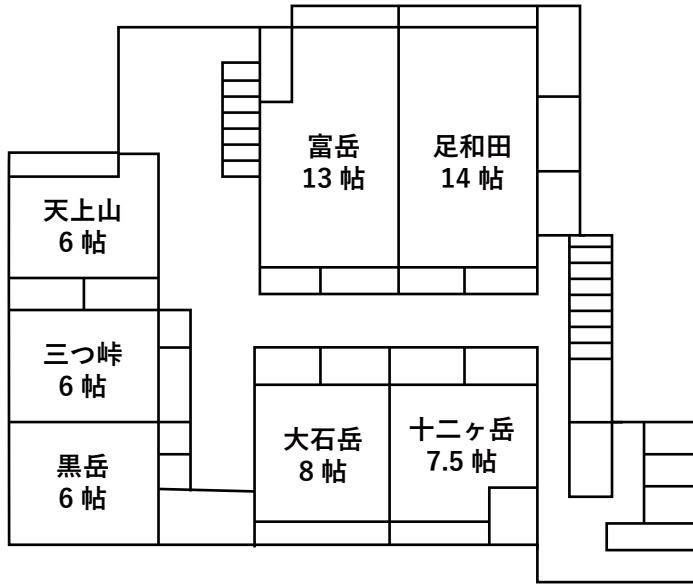 富岳
13 帖
足和田
14 帖
天上山
6 帖
三つ峠
6 帖
黒岳
6 帖
大石岳
8 帖
十二ヶ岳
7.5 帖